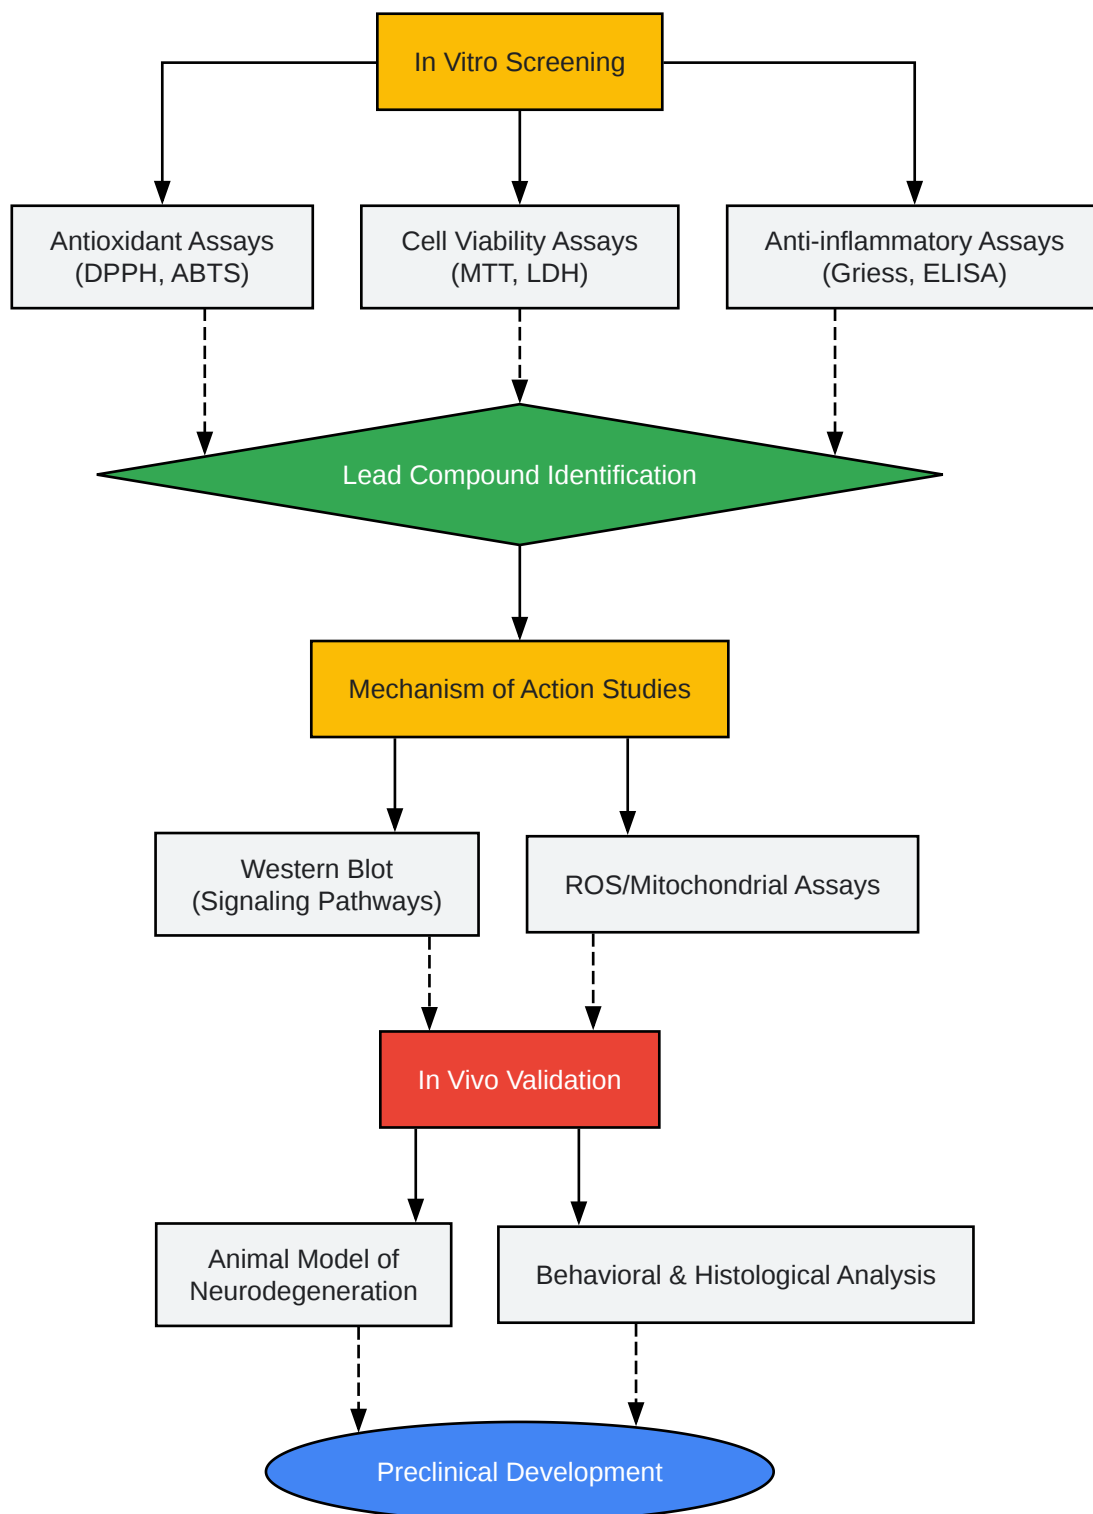 In Vitro Screening
Antioxidant Assays
(DPPH, ABTS)
Cell Viability Assays
(MTT, LDH)
Anti-inflammatory Assays
(Griess, ELISA)
Lead Compound Identification
Mechanism of Action Studies
Western Blot
(Signaling Pathways)
ROS/Mitochondrial Assays
In Vivo Validation
Animal Model of
Neurodegeneration
Behavioral & Histological Analysis
Preclinical Development